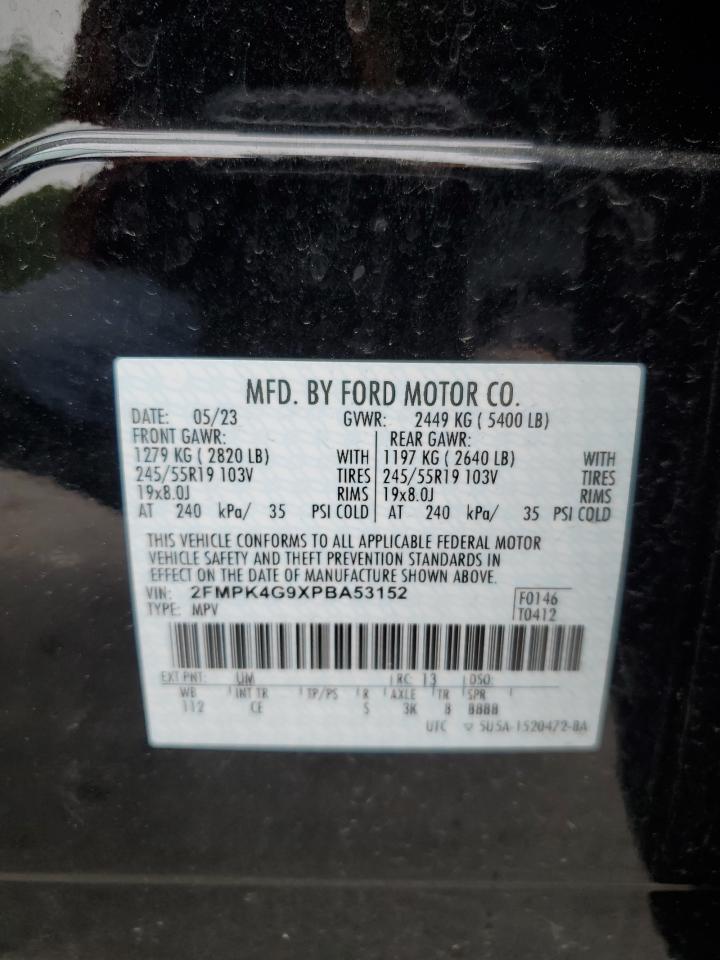 MFD. BY FORD MOTOR CO.
DATE: 05/23 GVWR: 2449 KG ( 5400 LB)
FRONT GAWR: REAR GAWR:
1279 KG ( 2820 LB) WITH 1197 KG ( 2640 LB) WITH
245/55R19 103V TIRES 245/55R19 103V TIRES
19x8.0J RIMS 19x8.0J RIMS
AT 240 kPa/ 35 PSI COLD AT 240 kPa/ 35 PSI COLD
THIS VEHICLE CONFORMS TO ALL APPLICABLE FEDERAL MOTOR
VEHICLE SAFETY AND THEFT PREVENTION STANDARDS IN
EFFECT ON THE DATE OF MANUFACTURE SHOWN ABOVE.
VIN: 2FMPK4G9XPBA53152 F0146
TYPE: MPV T0412
EXT PNT: UM RC: 13 DSO:
WB INT TR TP/PS R AXLE TR SPR
112 CE S 3K 8 8888
UTC ▽ 5U5A-1520472-BA